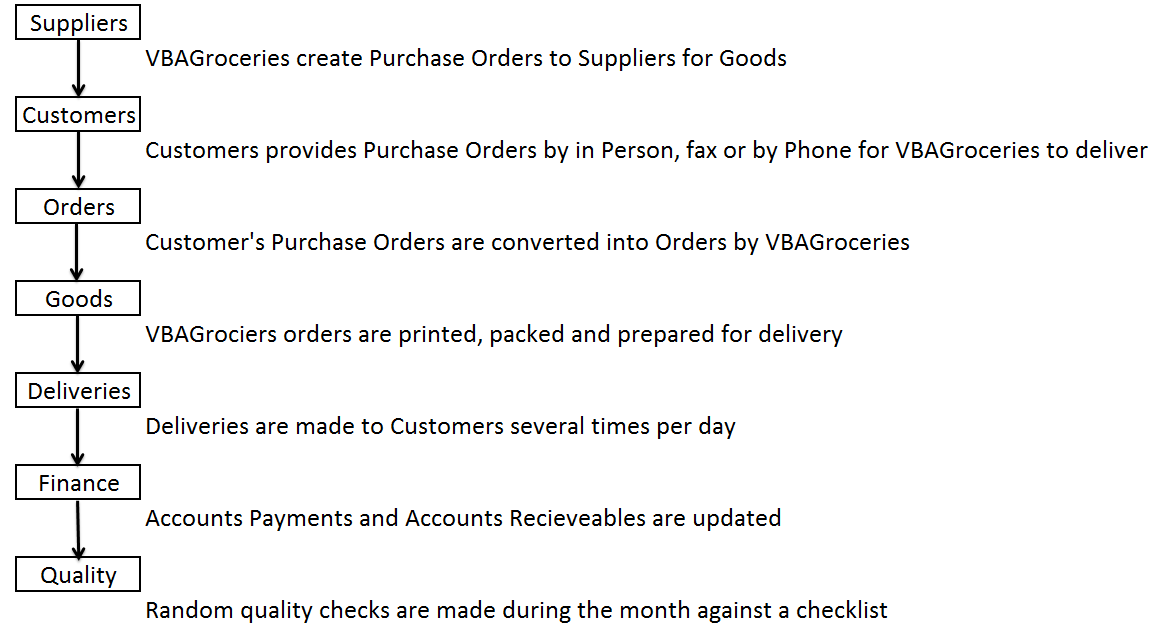 Suppliers
VBAGroceries create Purchase Orders to Suppliers for Goods
Customers
Customers provides Purchase Orders by in Person, fax or by Phone for VBAGroceries to deliver
Orders
Customer's Purchase Orders are converted into Orders by VBAGroceries
Goods
VBAGrociers orders are printed, packed and prepared for delivery
Deliveries
Deliveries are made to Customers several times per day
Finance
Accounts Payments and Accounts Recieveables are updated
Quality
Random quality checks are made during the month against a checklist